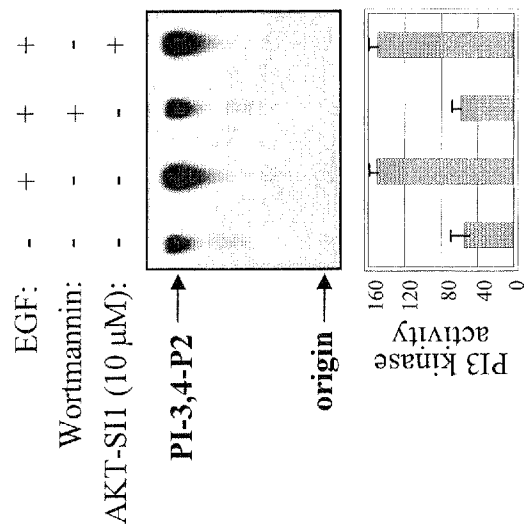 EGF: - + + +
Wortmannin: - - + -
AKT-SI1 (10 µM): - - - +
PI-3,4-P2
origin
PI3 kinase
activity
160
120
80
40
0